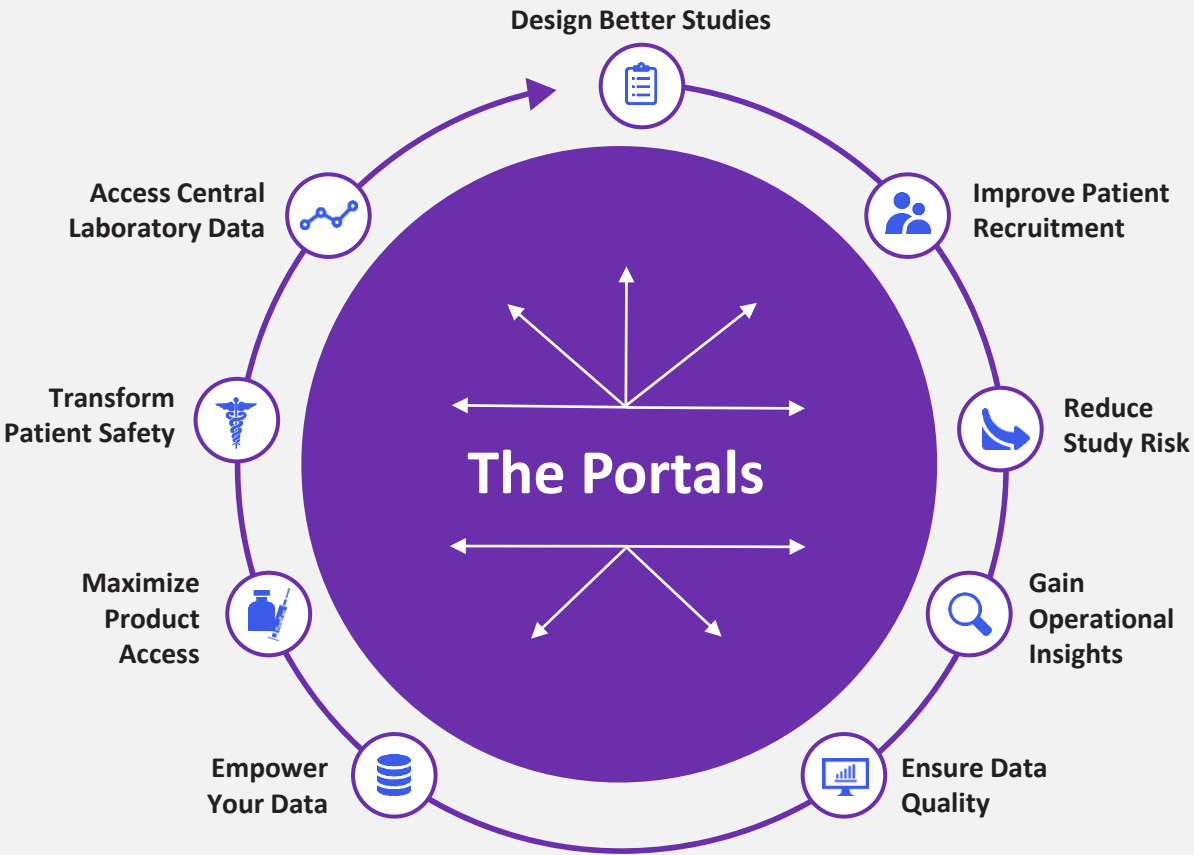 Design Better Studies
Improve Patient
Recruitment
Reduce
Study Risk
Gain
Operational
Insights
Ensure Data
Quality
Empower
Your Data
Maximize
Product
Access
Transform
Patient Safety
Access Central
Laboratory Data
The Portals